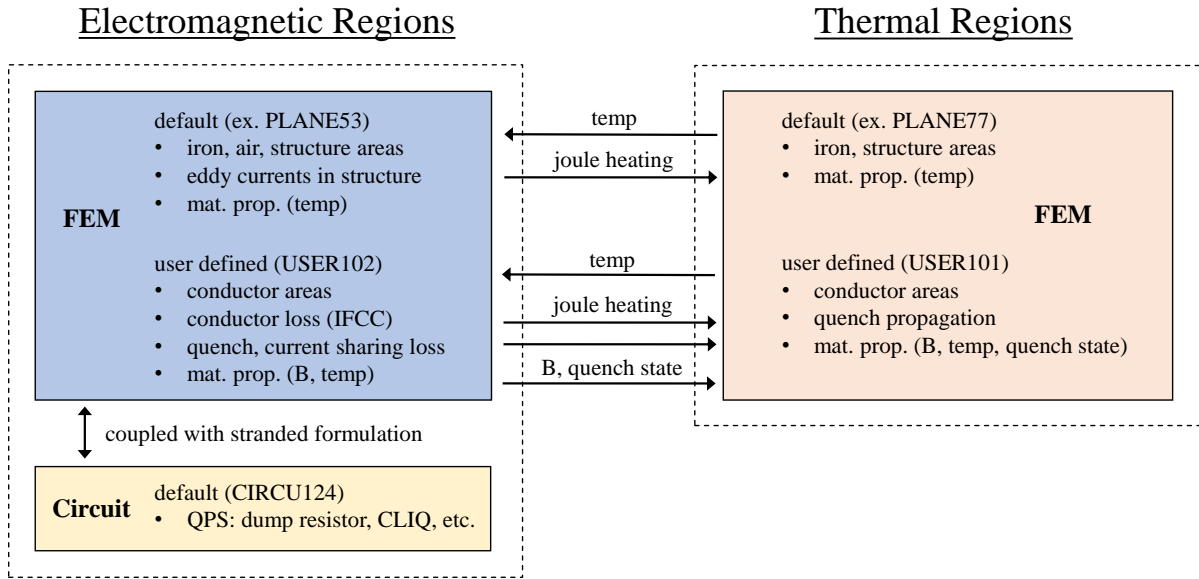 Electromagnetic Regions
Thermal Regions
default (ex. PLANE53)
• iron, air, structure areas
• eddy currents in structure
• mat. prop. (temp)
FEM
user defined (USER102)
• conductor areas
• conductor loss (IFCC)
• quench, current sharing loss
• mat. prop. (B, temp)
temp
joule heating
temp
joule heating
B, quench state
default (ex. PLANE77)
• iron, structure areas
• mat. prop. (temp)
FEM
user defined (USER101)
• conductor areas
• quench propagation
• mat. prop. (B, temp, quench state)
coupled with stranded formulation
Circuit
default (CIRCU124)
• QPS: dump resistor, CLIQ, etc.